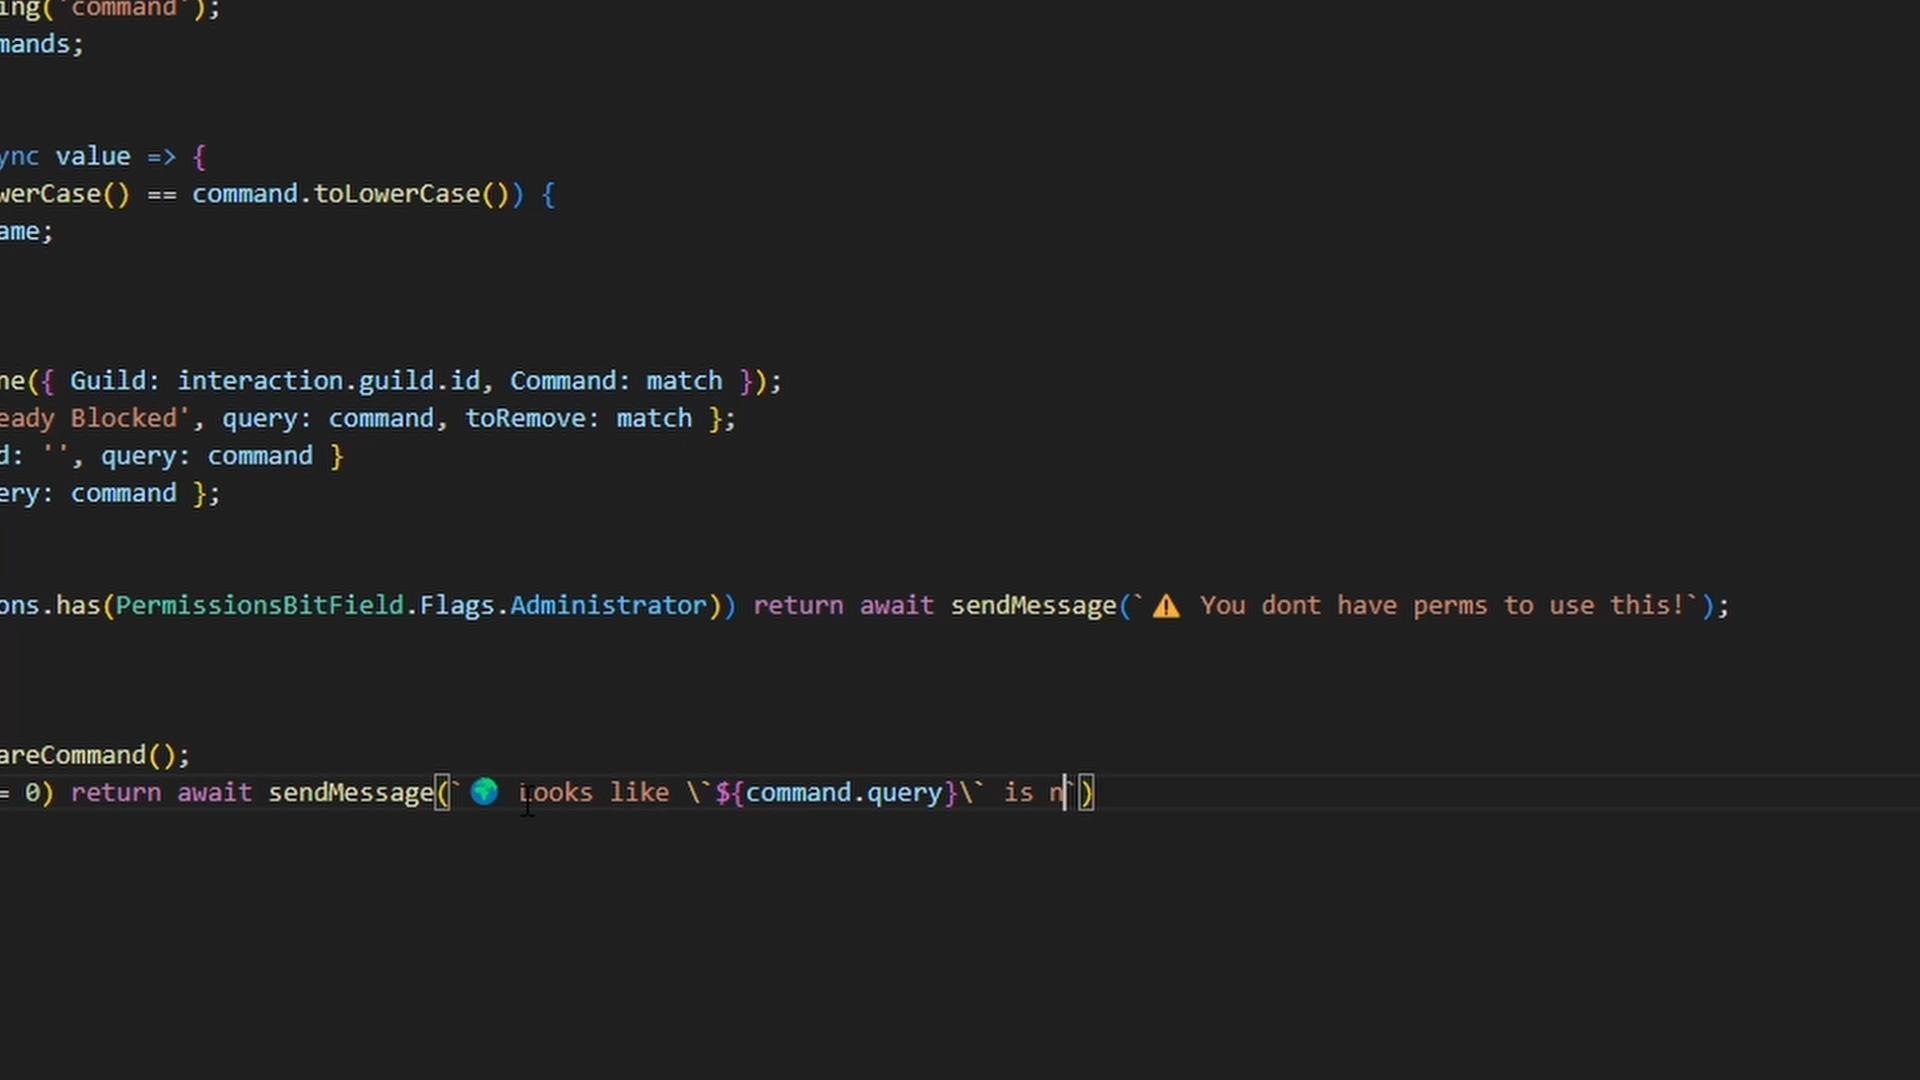 ing('command');
mands;
ync value => {
werCase() == command.toLowerCase()) {
ame;
ne({ Guild: interaction.guild.id, Command: match });
eady Blocked', query: command, toRemove: match };
d: '', query: command }
ery: command };
ons.has(PermissionsBitField.Flags.Administrator)) return await sendMessage(`⚠️ You dont have perms to use this!`);
areCommand();
= 0) return await sendMessage(`🌍 Looks like \`${command.query}\` is n`)